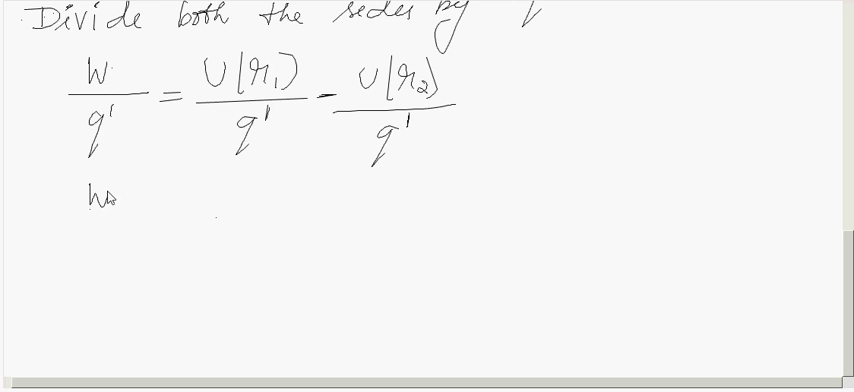 Divide both the sides by
W/q' = U(r₁)/q' - U(r₂)/q'